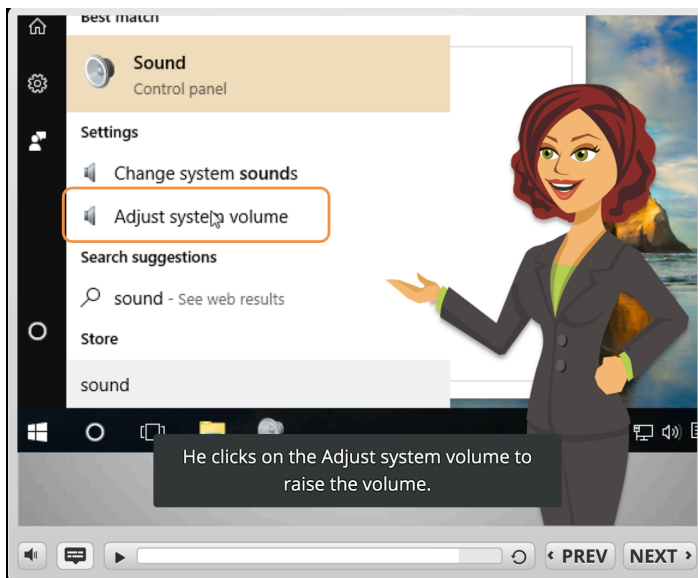 Best match
Sound
Control panel
Settings
Change system sounds
Adjust system volume
Search suggestions
sound - See web results
Store
sound
He clicks on the Adjust system volume to
raise the volume.
‹ PREV NEXT ›